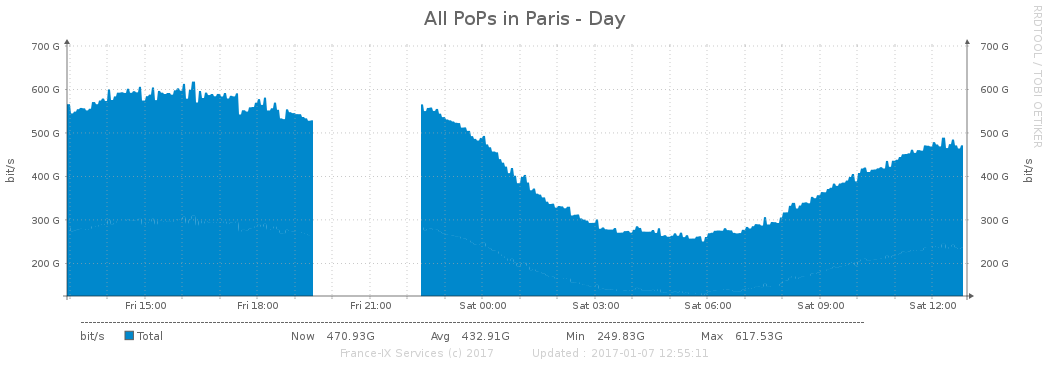 All PoPs in Paris - Day
RRDTOOL / TOBI OETIKER
700 G 700 G
600 G 600 G
500 G 500 G
400 G 400 G
300 G 300 G
200 G 200 G
bit/s bit/s
Fri 15:00 Fri 18:00 Fri 21:00 Sat 00:00 Sat 03:00 Sat 06:00 Sat 09:00 Sat 12:00
bit/s Total Now 470.93G Avg 432.91G Min 249.83G Max 617.53G
France-IX Services (c) 2017 Updated : 2017-01-07 12:55:11